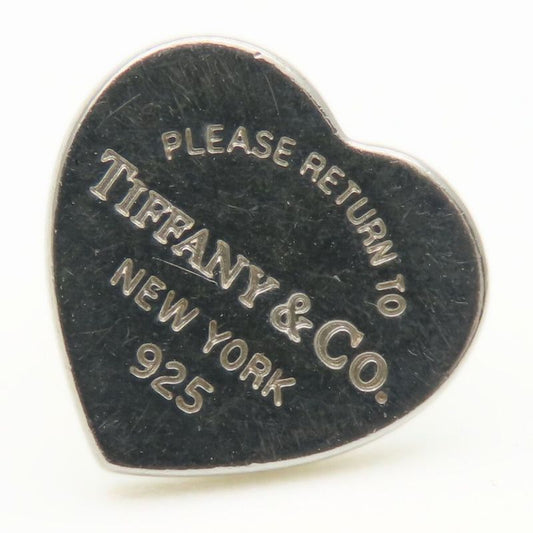 PLEASE RETURN TO
TIFFANY & CO.
NEW YORK
925